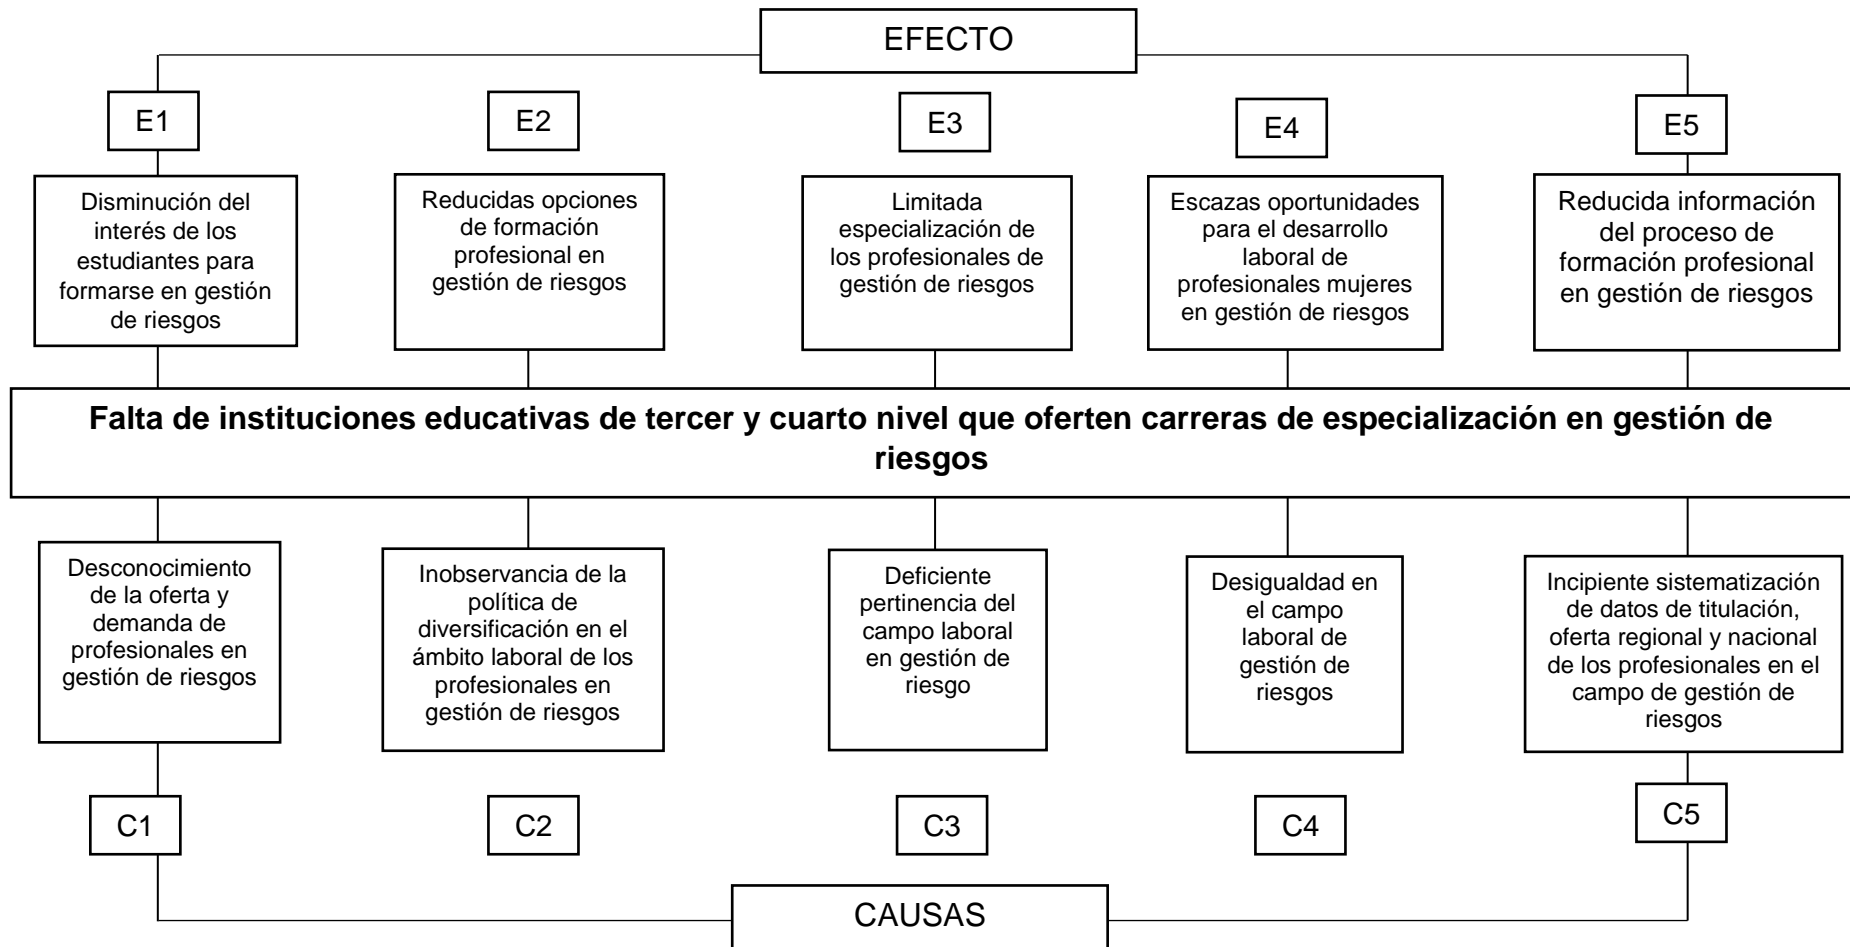 EFECTO
E1
E2
E3
E4
E5
Disminución del
interés de los
estudiantes para
formarse en gestión
de riesgos
Reducidas opciones
de formación
profesional en
gestión de riesgos
Limitada
especialización de
los profesionales de
gestión de riesgos
Escazas oportunidades
para el desarrollo
laboral de
profesionales mujeres
en gestión de riesgos
Reducida información
del proceso de
formación profesional
en gestión de riesgos
Falta de instituciones educativas de tercer y cuarto nivel que oferten carreras de especialización en gestión de
riesgos
Desconocimiento
de la oferta y
demanda de
profesionales en
gestión de riesgos
Inobservancia de la
política de
diversificación en el
ámbito laboral de los
profesionales en
gestión de riesgos
Deficiente
pertinencia del
campo laboral
en gestión de
riesgo
Desigualdad en
el campo
laboral de
gestión de
riesgos
Incipiente sistematización
de datos de titulación,
oferta regional y nacional
de los profesionales en el
campo de gestión de
riesgos
C1
C2
C3
C4
C5
CAUSAS